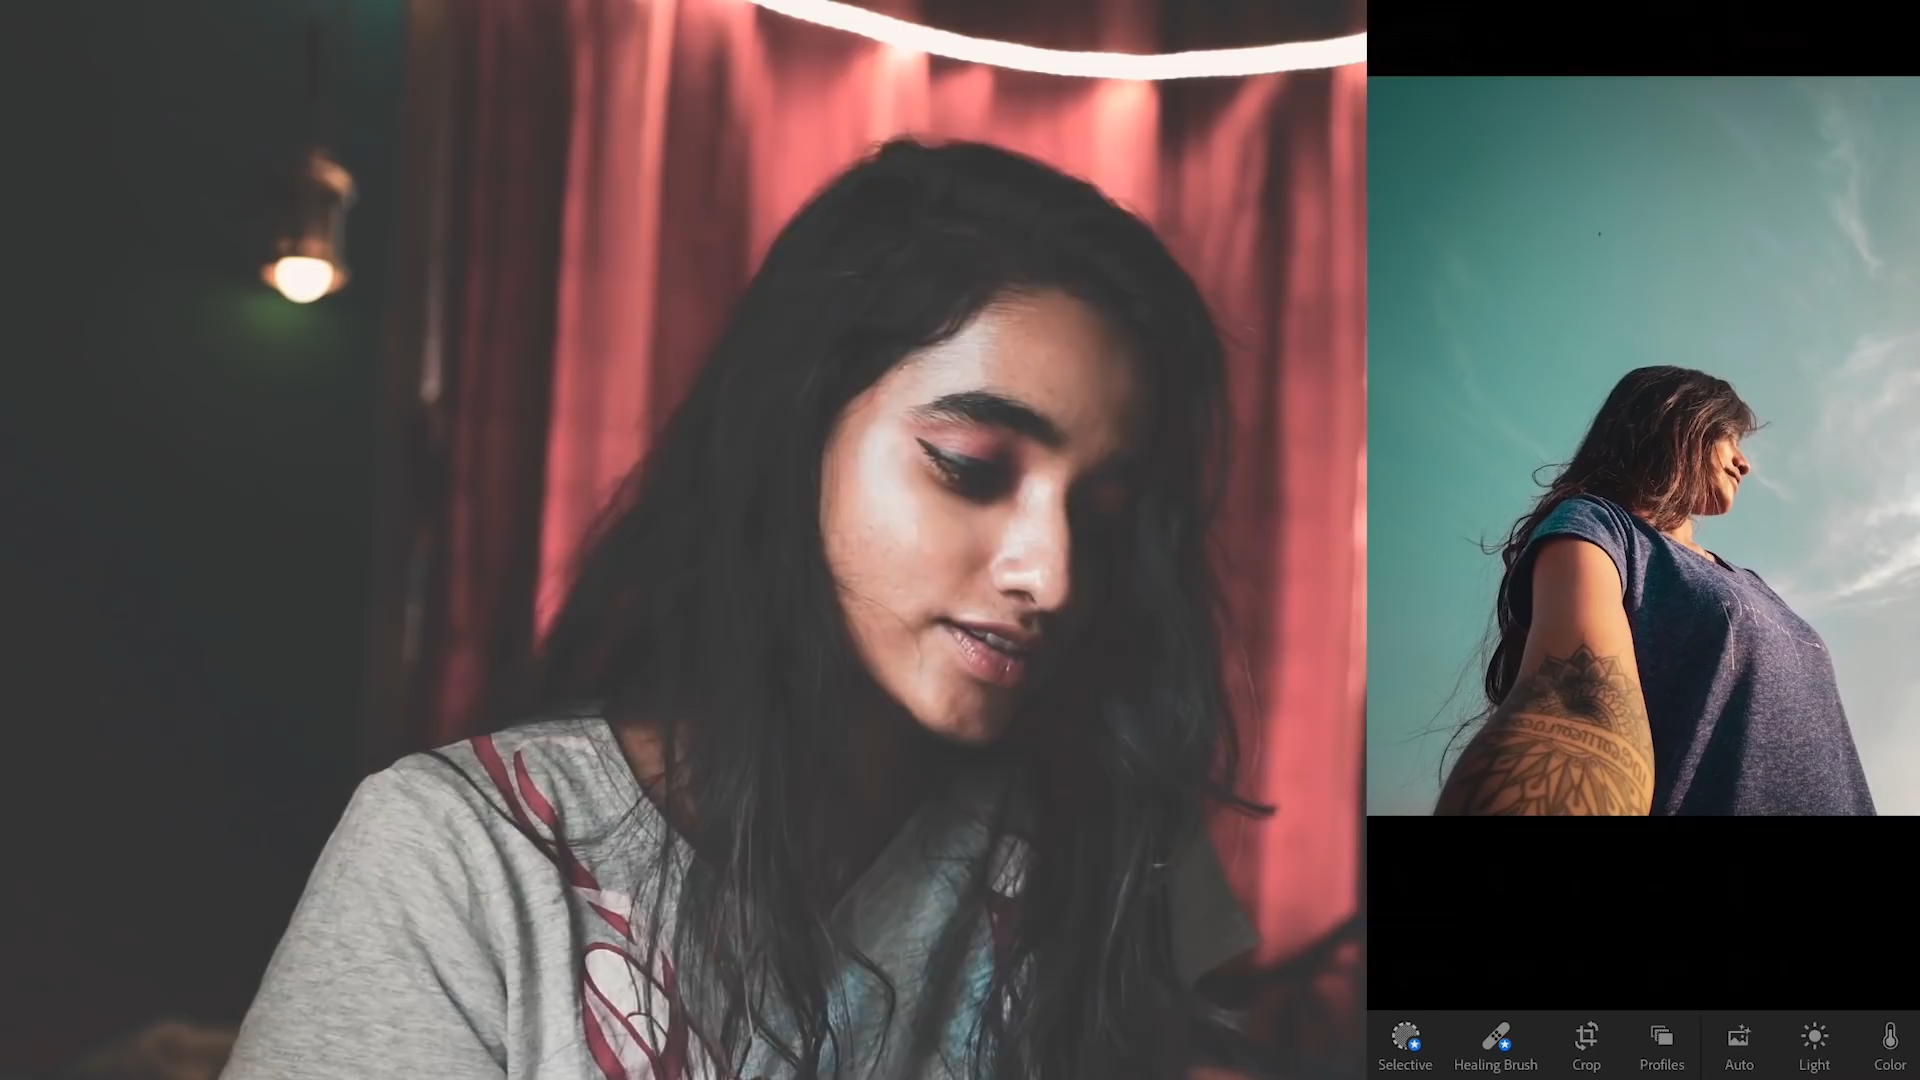 Selective
Healing Brush
Crop
Profiles
Auto
Light
Color